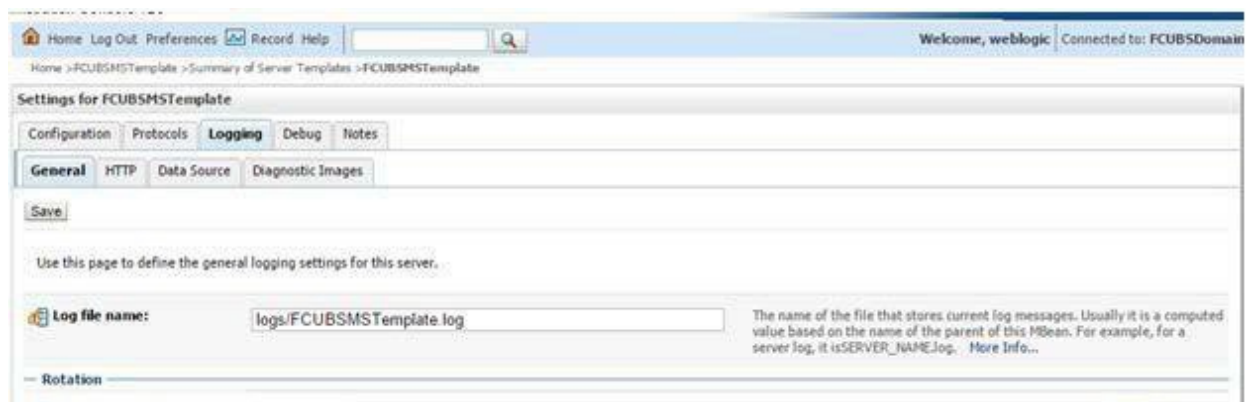 Home Log Out Preferences Record Help
Welcome, weblogic Connected to: FCUBSDomain
Home >FCUBSMSTemplate >Summary of Server Templates >FCUBSMSTemplate
Settings for FCUBSMSTemplate
Configuration Protocols Logging Debug Notes
General HTTP Data Source Diagnostic Images
Save
Use this page to define the general logging settings for this server.
Log file name:
logs/FCUBSMSTemplate.log
The name of the file that stores current log messages. Usually it is a computed
value based on the name of the parent of this MBean. For example, for a
server log, it isSERVER_NAME.log. More Info...
Rotation